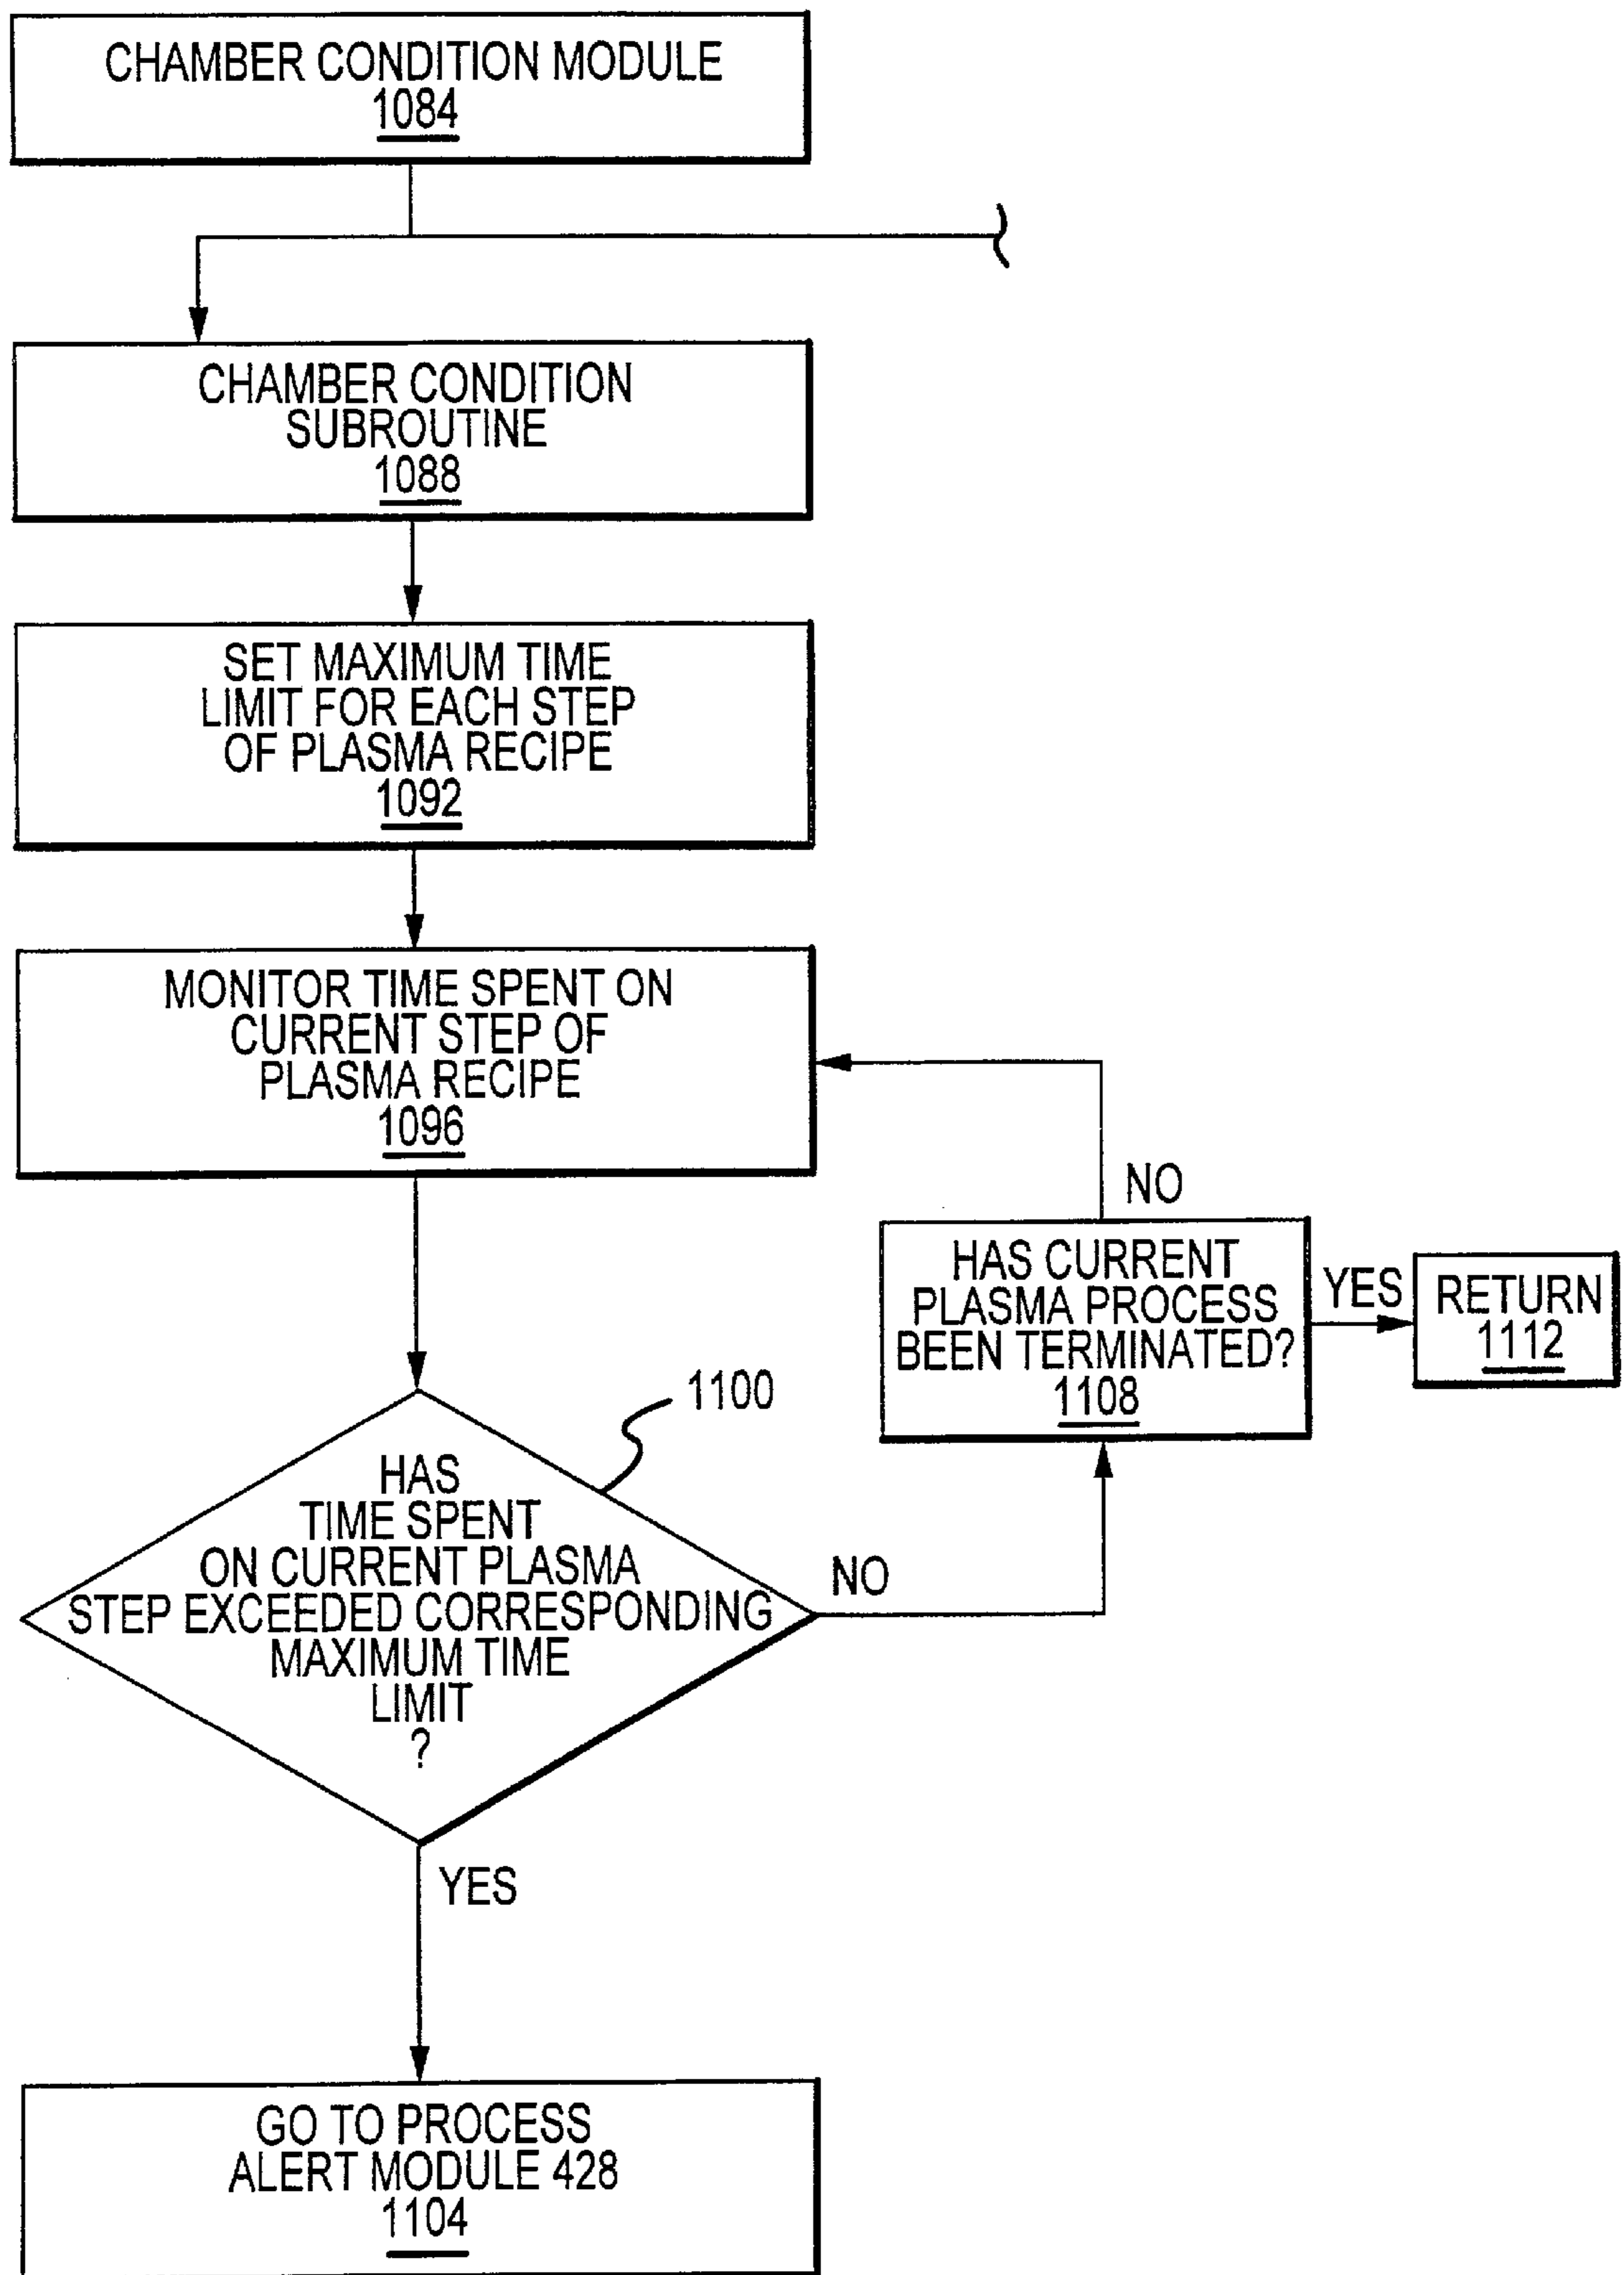 CHAMBER CONDITION MODULE
1084
CHAMBER CONDITION
SUBROUTINE
1088
SET MAXIMUM TIME
LIMIT FOR EACH STEP
OF PLASMA RECIPE
1092
MONITOR TIME SPENT ON
CURRENT STEP OF
PLASMA RECIPE
1096
NO
HAS CURRENT
PLASMA PROCESS
BEEN TERMINATED?
1108
YES
RETURN
1112
1100
HAS
TIME SPENT
ON CURRENT PLASMA
STEP EXCEEDED CORRESPONDING
MAXIMUM TIME
LIMIT
?
NO
YES
GO TO PROCESS
ALERT MODULE 428
1104